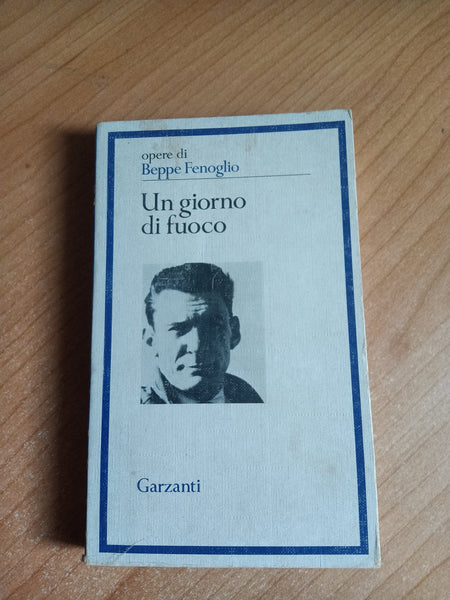 opere di
Beppe Fenoglio
Un giorno
di fuoco
Garzanti